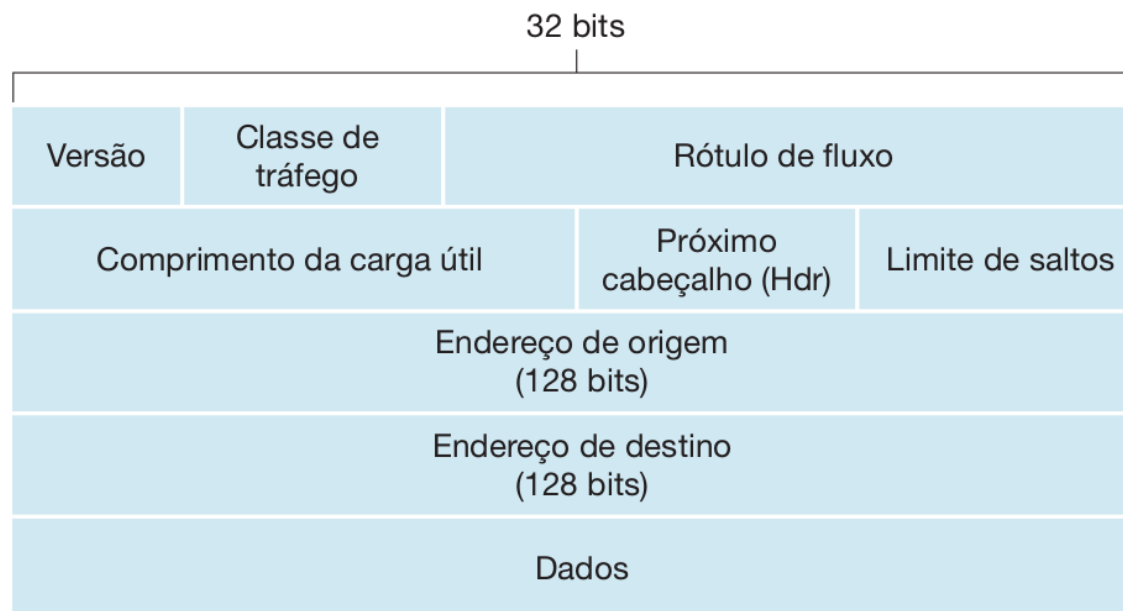 32 bits
Versão
Classe de
tráfego
Rótulo de fluxo
Comprimento da carga útil
Próximo
cabeçalho (Hdr)
Limite de saltos
Endereço de origem
(128 bits)
Endereço de destino
(128 bits)
Dados